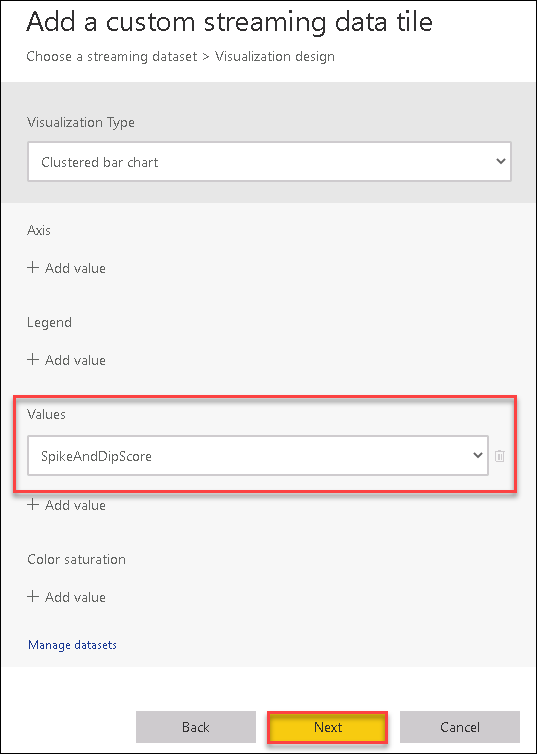 Add a custom streaming data tile
Choose a streaming dataset > Visualization design
Visualization Type
Clustered bar chart
Axis
+ Add value
Legend
+ Add value
Values
SpikeAndDipScore
+ Add value
Color saturation
+ Add value
Manage datasets
Back Next Cancel